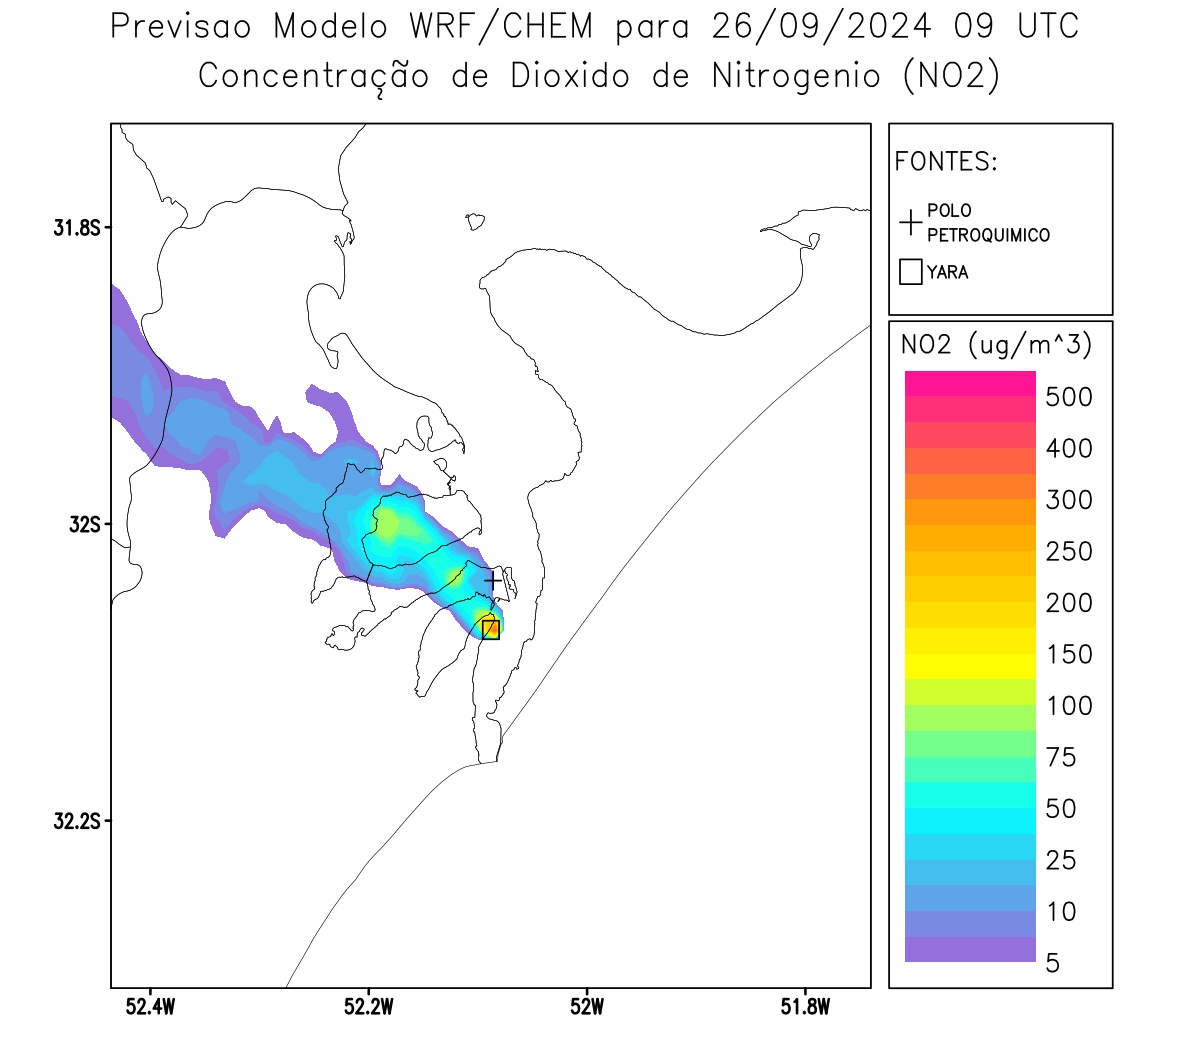 Previsao Modelo WRF/CHEM para 26/09/2024 09 UTC
Concentração de Dioxido de Nitrogenio (NO2)
FONTES:
POLO
PETROQUIMICO
YARA
NO2 (ug/m^3)
500
400
300
250
200
150
100
75
50
25
10
5
31.8S
32S
32.2S
52.4W
52.2W
52W
51.8W